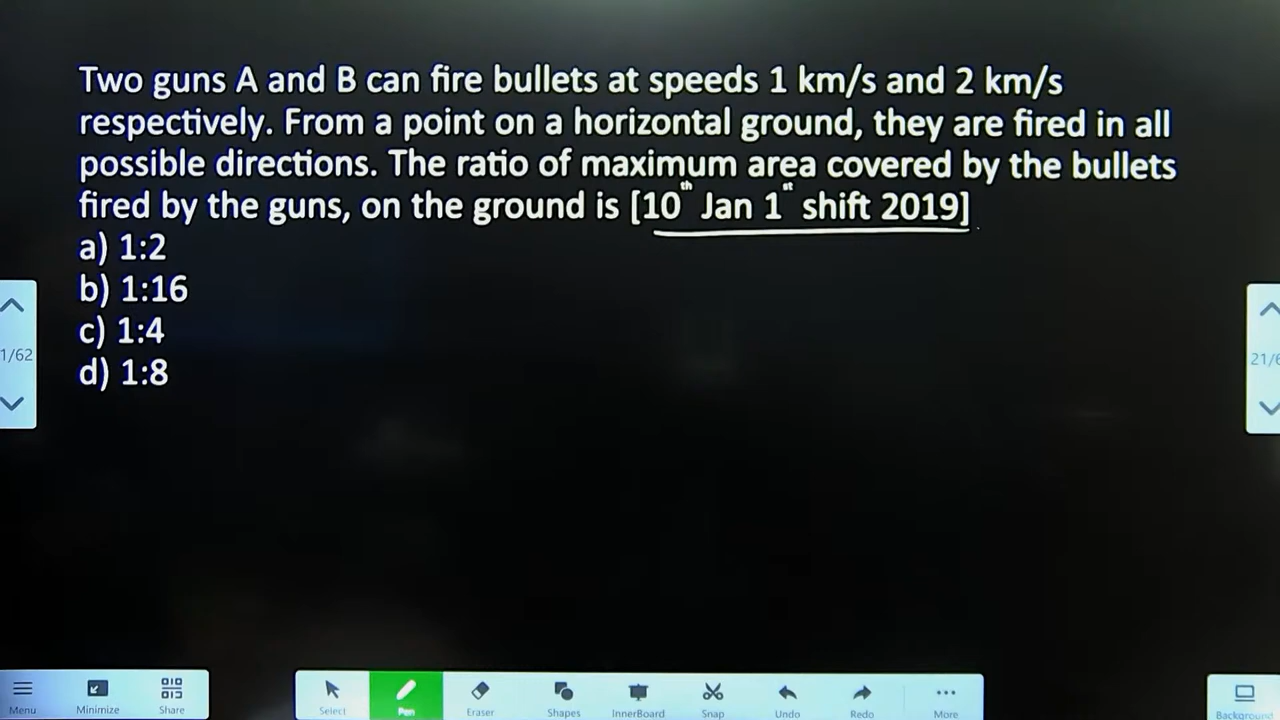 Two guns A and B can fire bullets at speeds 1 km/s and 2 km/s
respectively. From a point on a horizontal ground, they are fired in all
possible directions. The ratio of maximum area covered by the bullets
fired by the guns, on the ground is [10th Jan 1st shift 2019]
a) 1:2
b) 1:16
c) 1:4
d) 1:8
1/62
21/6
Menu
Minimize
Share
Select
Pen
Eraser
Shapes
InnerBoard
Snap
Undo
Redo
More
Background